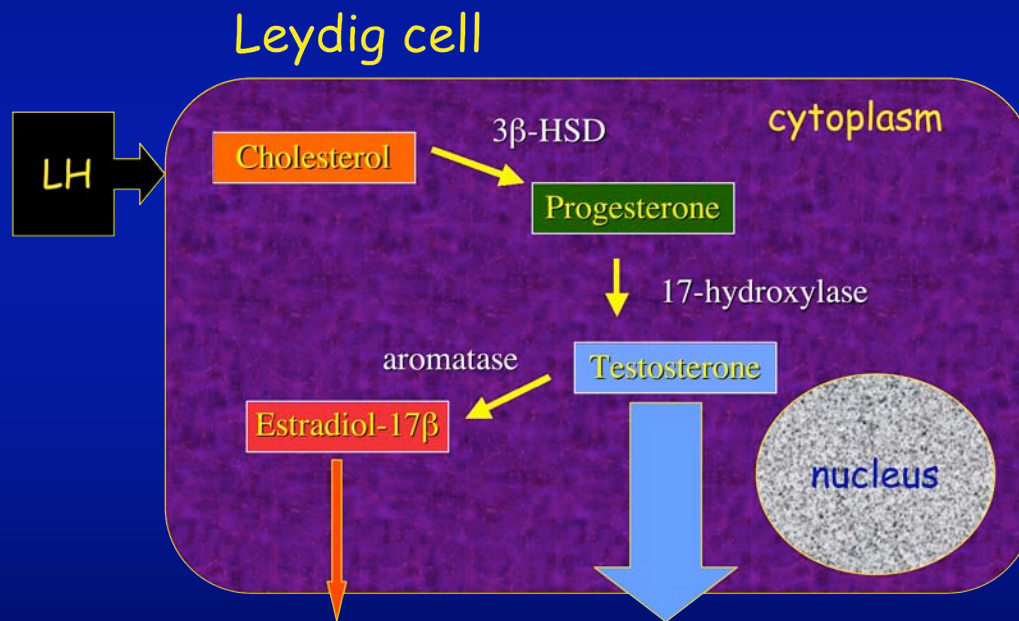 Leydig cell
LH
cytoplasm
3β-HSD
Cholesterol
Progesterone
17-hydroxylase
aromatase
Testosterone
Estradiol-17β
nucleus